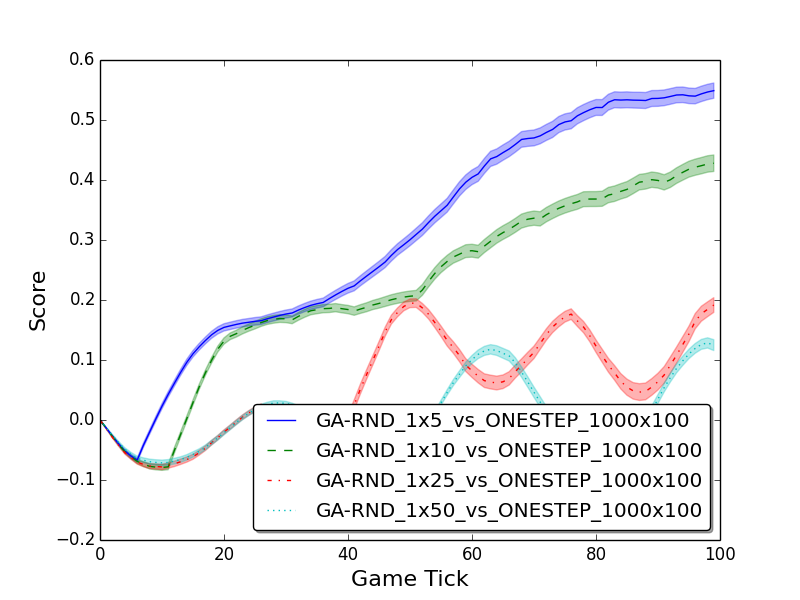 0.6
0.5
0.4
0.3
0.2
0.1
0.0
−0.1
−0.2
Score
GA-RND_1x5_vs_ONESTEP_1000x100
GA-RND_1x10_vs_ONESTEP_1000x100
GA-RND_1x25_vs_ONESTEP_1000x100
GA-RND_1x50_vs_ONESTEP_1000x100
0 20 40 60 80 100
Game Tick